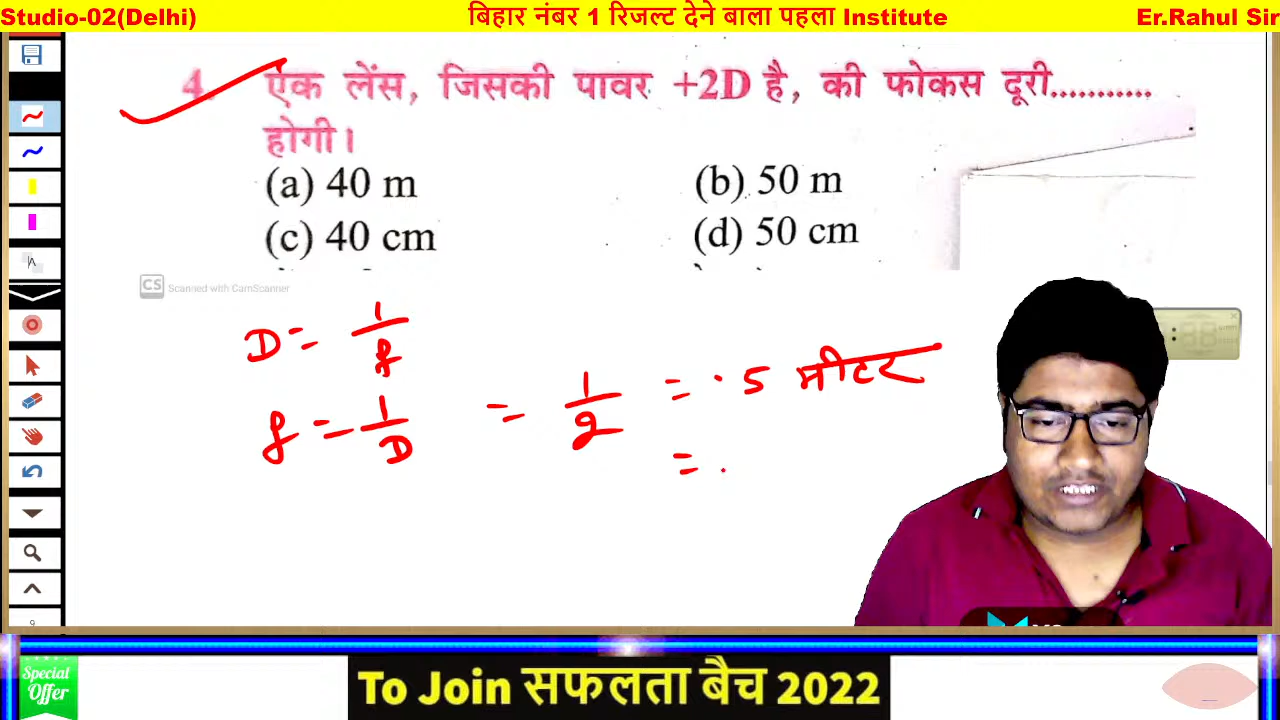 Studio-02(Delhi) बिहार नंबर 1 रिजल्ट देने बाला पहला Institute Er.Rahul Sir
4. एक लेंस, जिसकी पावर +2D है, की फोकस दूरी...........
होगी।
(a) 40 m (b) 50 m
(c) 40 cm (d) 50 cm
CS Scanned with CamScanner
D = 1/f
f = 1/D = 1/2 = .5 मीटर
= .
Special
Offer
To Join सफलता बैच 2022